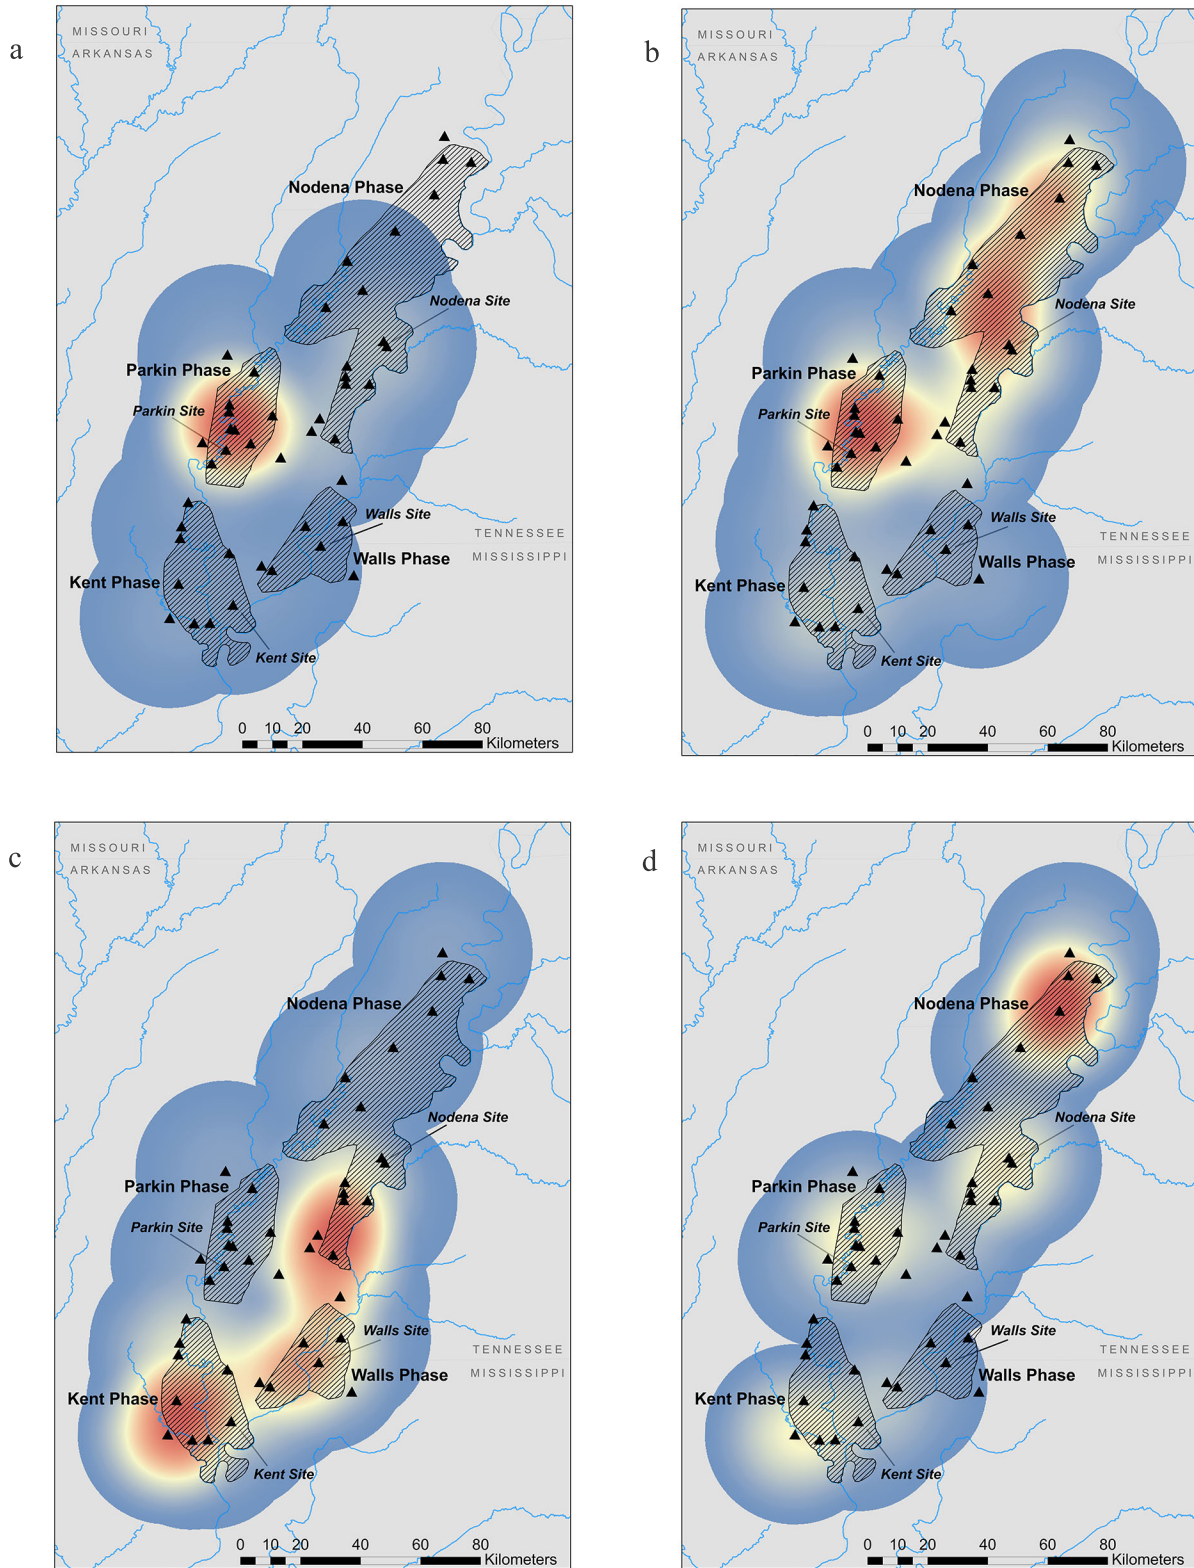 a
MISSOURI
ARKANSAS
Nodena Phase
Nodena Site
Parkin Phase
Parkin Site
Walls Site
TENNESSEE
MISSISSIPPI
Walls Phase
Kent Phase
Kent Site
0 10 20 40 60 80
Kilometers
b
MISSOURI
ARKANSAS
Nodena Phase
Nodena Site
Parkin Phase
Parkin Site
Walls Site
TENNESSEE
MISSISSIPPI
Walls Phase
Kent Phase
Kent Site
0 10 20 40 60 80
Kilometers
c
MISSOURI
ARKANSAS
Nodena Phase
Nodena Site
Parkin Phase
Parkin Site
Walls Site
TENNESSEE
MISSISSIPPI
Walls Phase
Kent Phase
Kent Site
0 10 20 40 60 80
Kilometers
d
MISSOURI
ARKANSAS
Nodena Phase
Nodena Site
Parkin Phase
Parkin Site
Walls Site
TENNESSEE
MISSISSIPPI
Walls Phase
Kent Phase
Kent Site
0 10 20 40 60 80
Kilometers